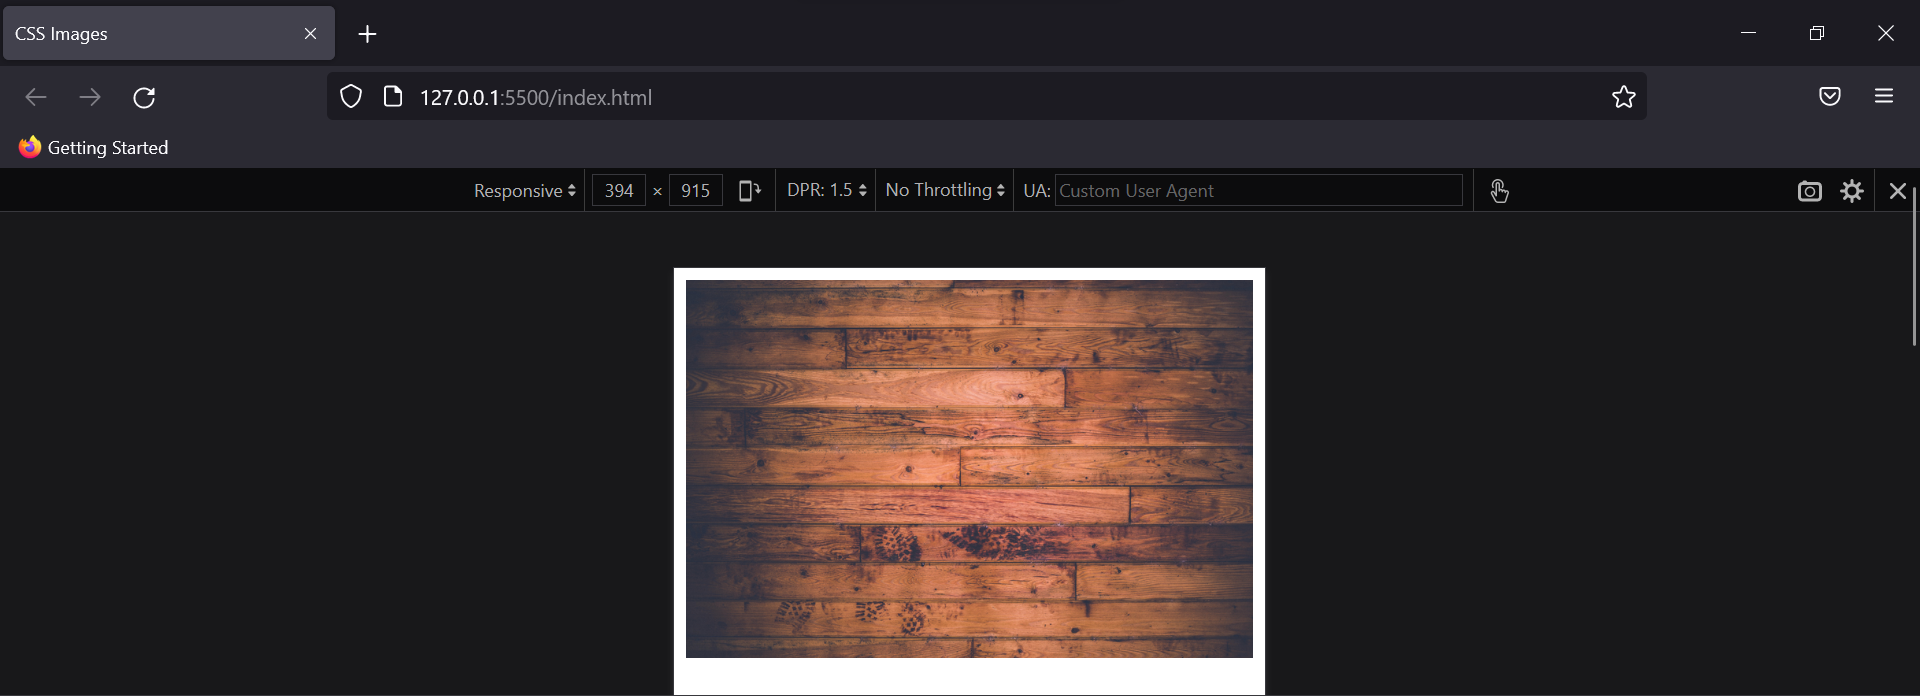 CSS Images
127.0.0.1:5500/index.html
Getting Started
Responsive 394 × 915 DPR: 1.5 No Throttling UA: Custom User Agent